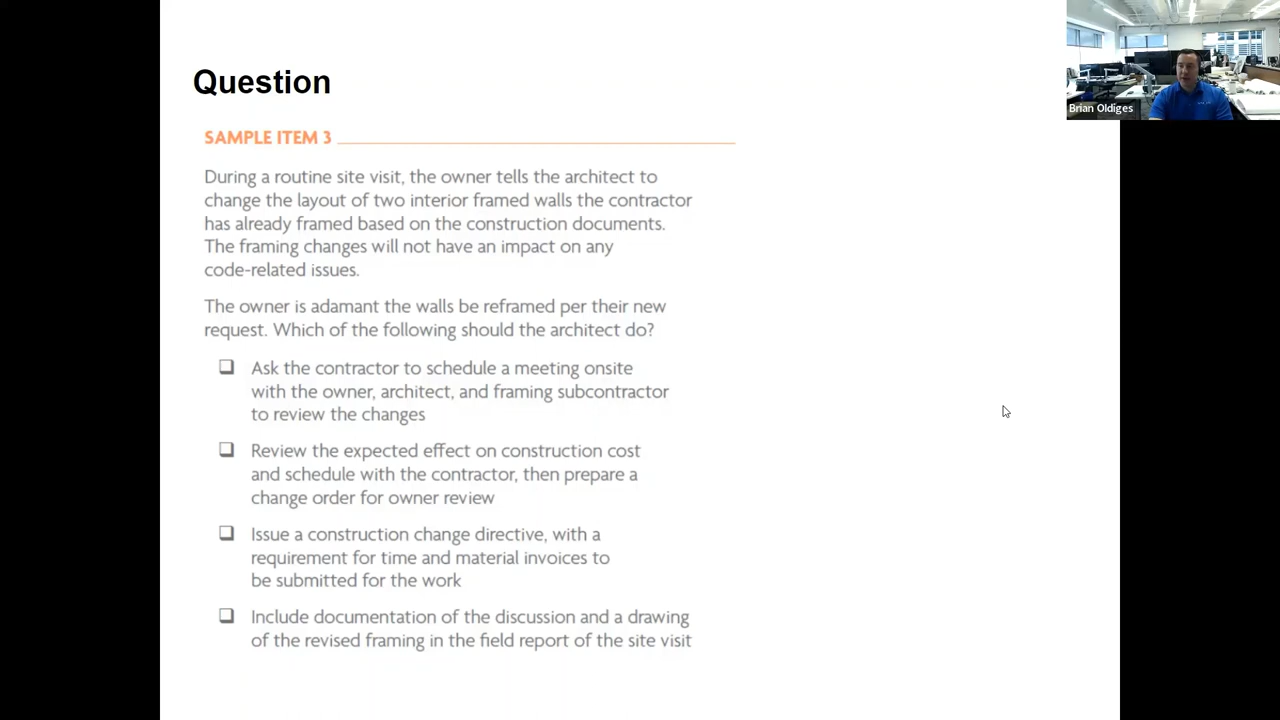 Question
Brian Oldiges
SAMPLE ITEM 3
During a routine site visit, the owner tells the architect to
change the layout of two interior framed walls the contractor
has already framed based on the construction documents.
The framing changes will not have an impact on any
code-related issues.
The owner is adamant the walls be reframed per their new
request. Which of the following should the architect do?
Ask the contractor to schedule a meeting onsite
with the owner, architect, and framing subcontractor
to review the changes
Review the expected effect on construction cost
and schedule with the contractor, then prepare a
change order for owner review
Issue a construction change directive, with a
requirement for time and material invoices to
be submitted for the work
Include documentation of the discussion and a drawing
of the revised framing in the field report of the site visit